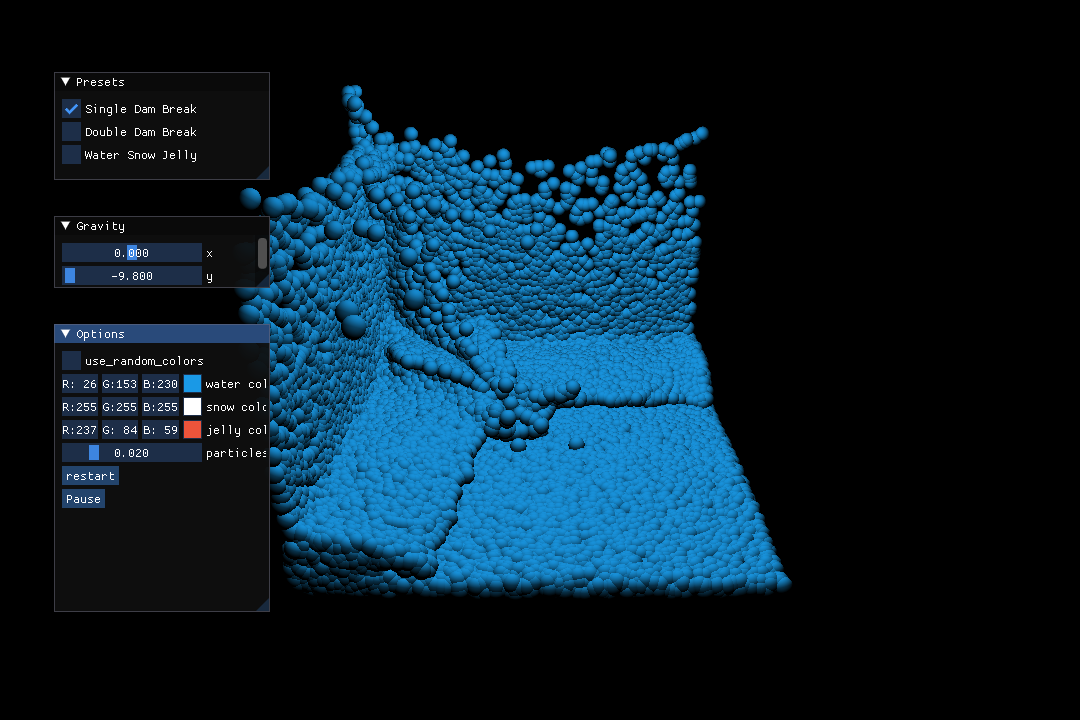 Presets
Single Dam Break
Double Dam Break
Water Snow Jelly
Gravity
0.000 x
-9.800 y
Options
use_random_colors
R: 26 G:153 B:230 water col
R:255 G:255 B:255 snow colo
R:237 G: 84 B: 59 jelly col
0.020 particles
restart
Pause